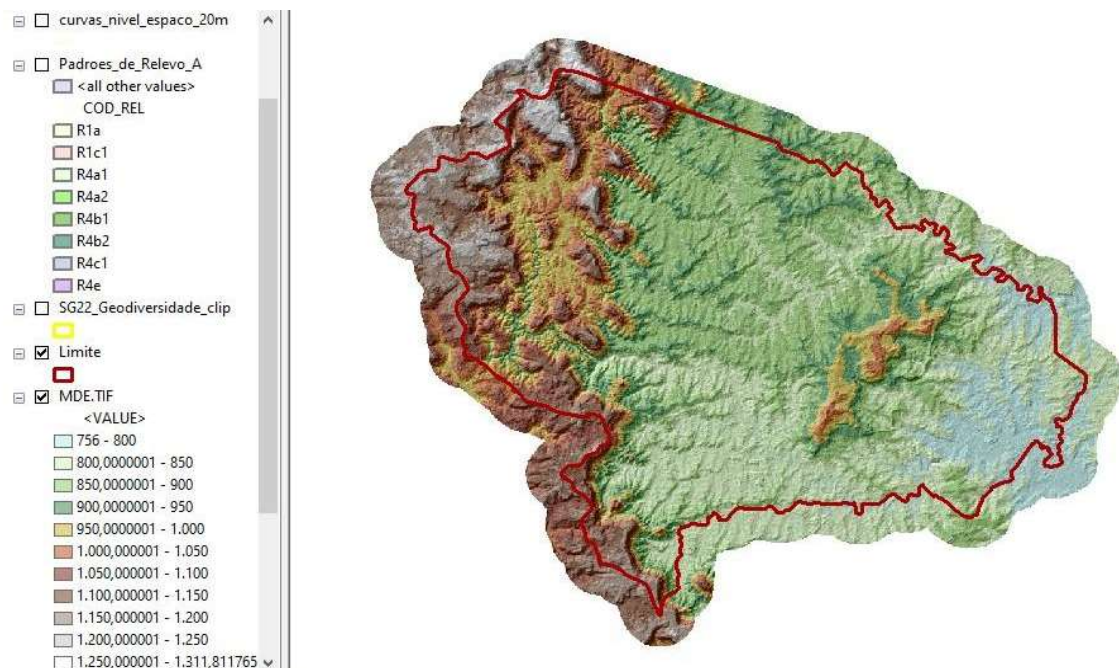 curvas_nivel_espaco_20m
Padroes_de_Relevo_A
<all other values>
COD_REL
R1a
R1c1
R4a1
R4a2
R4b1
R4b2
R4c1
R4e
SG22_Geodiversidade_clip
Limite
MDE.TIF
<VALUE>
756 - 800
800,0000001 - 850
850,0000001 - 900
900,0000001 - 950
950,0000001 - 1.000
1.000,000001 - 1.050
1.050,000001 - 1.100
1.100,000001 - 1.150
1.150,000001 - 1.200
1.200,000001 - 1.250
1.250,000001 - 1.311,811765